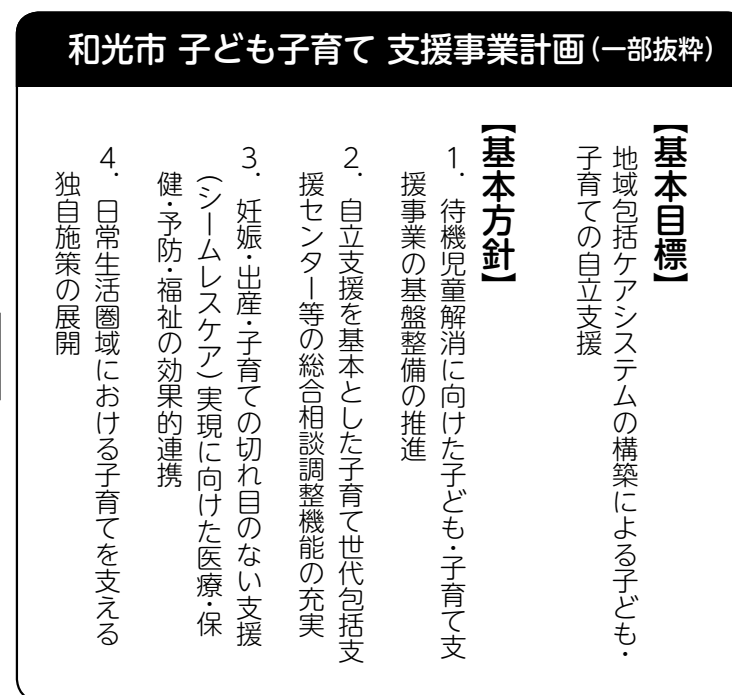 和光市 子ども子育て 支援事業計画(一部抜粋)
【基本目標】
地域包括ケアシステムの構築による子ども・
子育ての自立支援
【基本方針】
1. 待機児童解消に向けた子ども・子育て支
援事業の基盤整備の推進
2. 自立支援を基本とした子育て世代包括支
援センター等の総合相談調整機能の充実
3. 妊娠・出産・子育ての切れ目のない支援
(シームレスケア)実現に向けた医療・保
健・予防・福祉の効果的連携
4. 日常生活圏域における子育てを支える
独自施策の展開